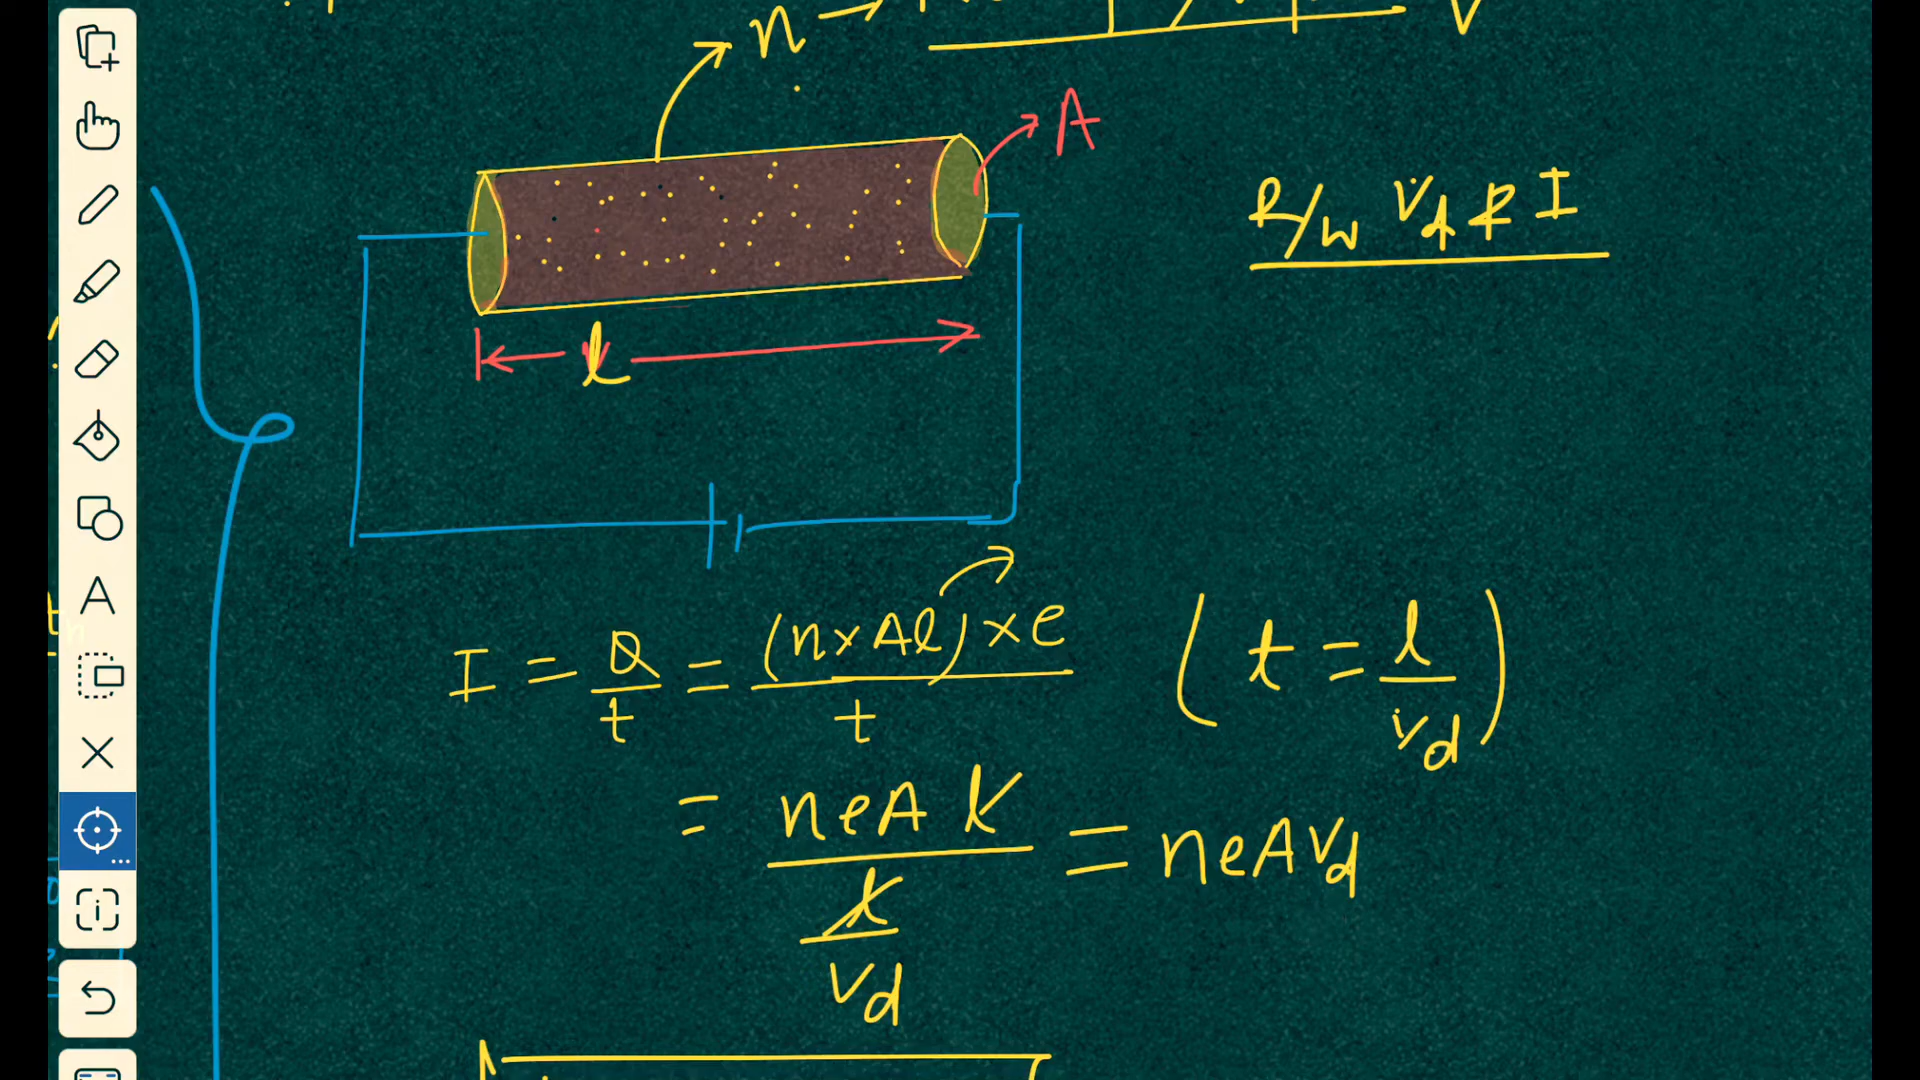 n →
A
R/w Vd & I
l
I = Q/t = (n×Al)×e/t (t = l/vd)
= neA l/(l/vd) = neAVd